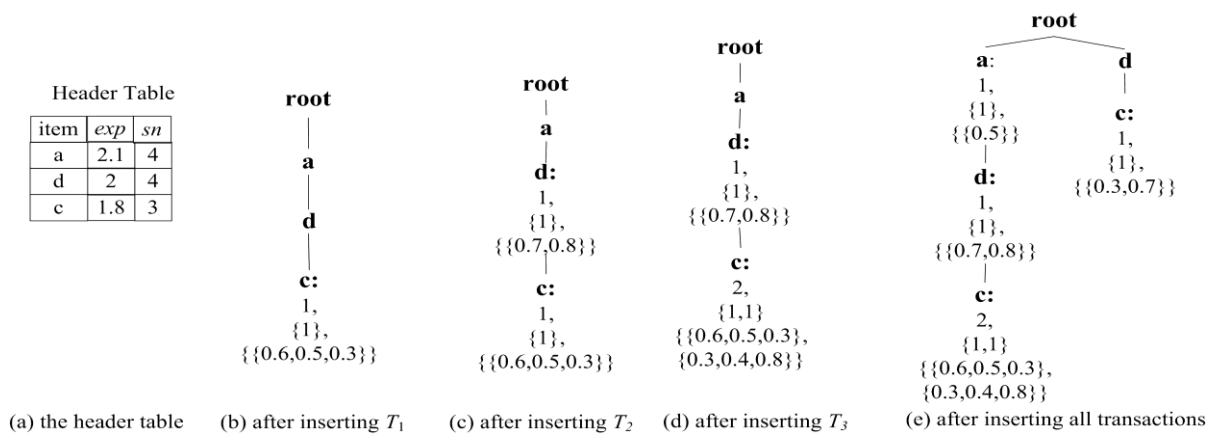 Header Table
item exp sn
a 2.1 4
d 2 4
c 1.8 3
(a) the header table
root
a
d
c:
1,
{1},
{{0.6,0.5,0.3}}
(b) after inserting T1
root
a
d:
1,
{1},
{{0.7,0.8}}
c:
1,
{1},
{{0.6,0.5,0.3}}
(c) after inserting T2
root
a
d:
1,
{1},
{{0.7,0.8}}
c:
2,
{1,1}
{{0.6,0.5,0.3},
{0.3,0.4,0.8}}
(d) after inserting T3
root
a:
1,
{1},
{{0.5}}
d:
1,
{1},
{{0.7,0.8}}
c:
2,
{1,1}
{{0.6,0.5,0.3},
{0.3,0.4,0.8}}
d
c:
1,
{1},
{{0.3,0.7}}
(e) after inserting all transactions